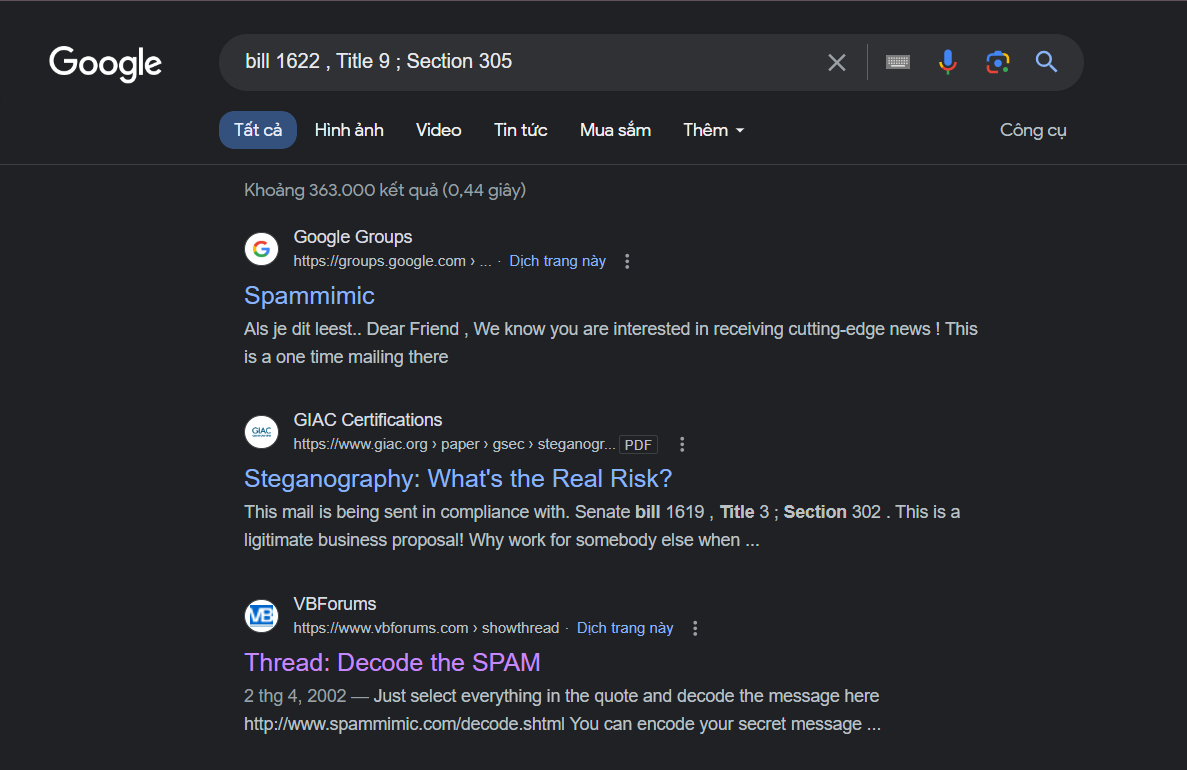 Google
bill 1622 , Title 9 ; Section 305
Tất cả Hình ảnh Video Tin tức Mua sắm Thêm Công cụ
Khoảng 363.000 kết quả (0,44 giây)
Google Groups
https://groups.google.com › ... · Dịch trang này
Spammimic
Als je dit leest.. Dear Friend , We know you are interested in receiving cutting-edge news ! This
is a one time mailing there
GIAC
GIAC Certifications
https://www.giac.org › paper › gsec › steganogr... PDF
Steganography: What's the Real Risk?
This mail is being sent in compliance with. Senate bill 1619 , Title 3 ; Section 302 . This is a
ligitimate business proposal! Why work for somebody else when ...
VB
VBForums
https://www.vbforums.com › showthread · Dịch trang này
Thread: Decode the SPAM
2 thg 4, 2002 — Just select everything in the quote and decode the message here
http://www.spammimic.com/decode.shtml You can encode your secret message ...